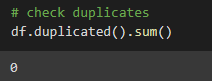 # check duplicates
df.duplicated().sum()
0